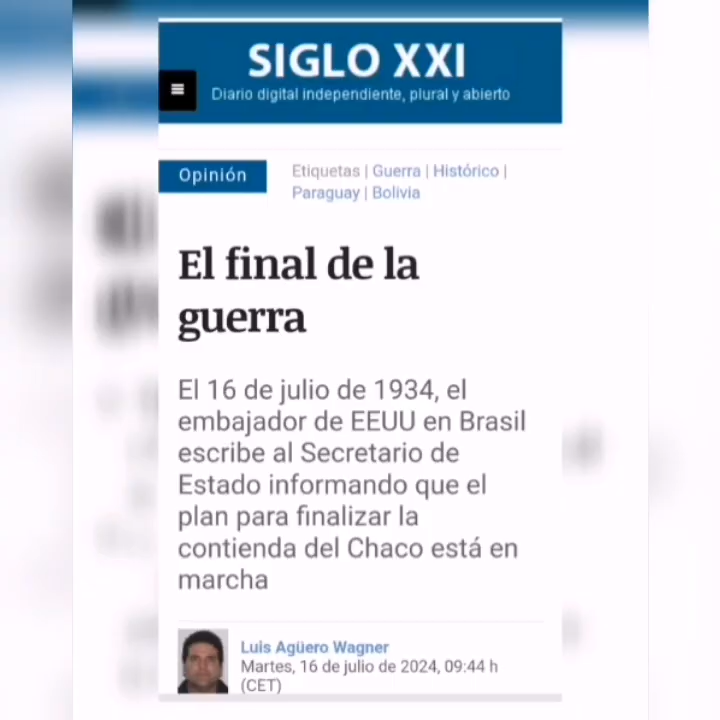 SIGLO XXI
Diario digital independiente, plural y abierto
Opinión
Etiquetas | Guerra | Histórico |
Paraguay | Bolivia
El final de la
guerra
El 16 de julio de 1934, el
embajador de EEUU en Brasil
escribe al Secretario de
Estado informando que el
plan para finalizar la
contienda del Chaco está en
marcha
Luis Agüero Wagner
Martes, 16 de julio de 2024, 09:44 h
(CET)